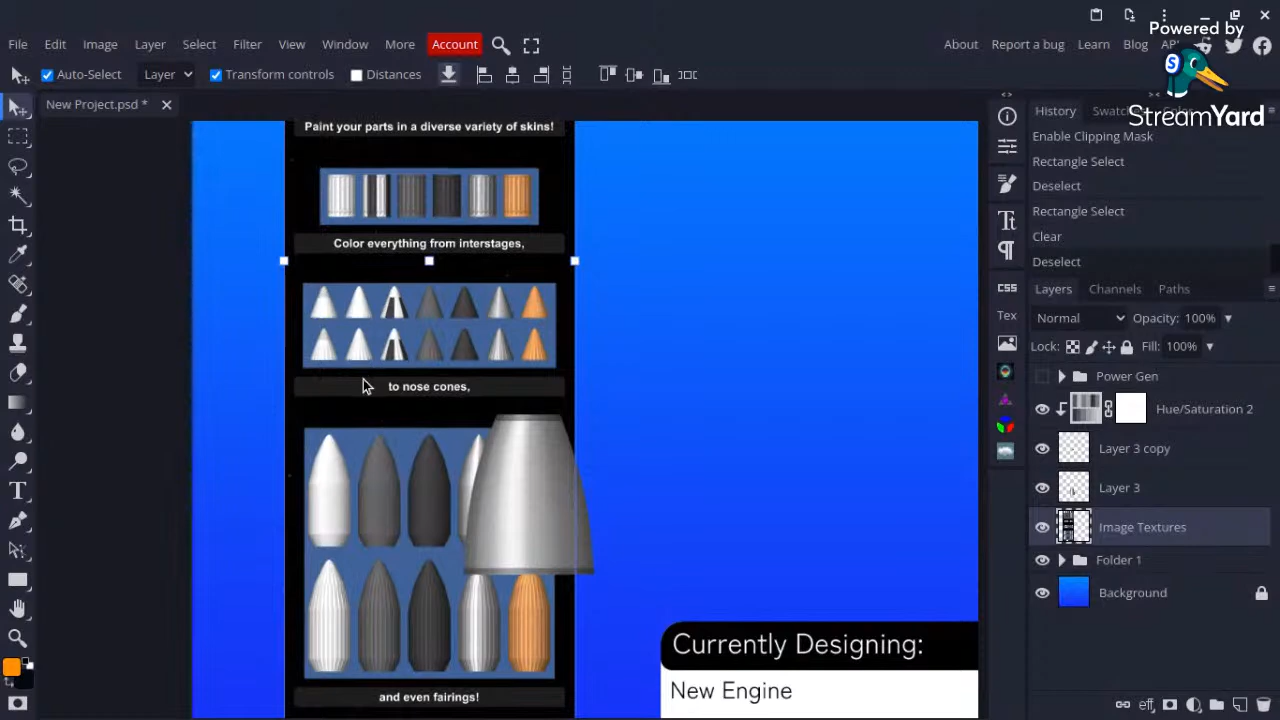 Powered by
StreamYard
File Edit Image Layer Select Filter View Window More Account
About Report a bug Learn Blog
Auto-Select Layer Transform controls Distances
New Project.psd *
History
Enable Clipping Mask
Rectangle Select
Deselect
Rectangle Select
Clear
Deselect
CSS
Tex
Layers Channels Paths
Normal Opacity: 100%
Lock: Fill: 100%
Power Gen
Hue/Saturation 2
Layer 3 copy
Layer 3
Image Textures
Folder 1
Background
eff
Paint your parts in a diverse variety of skins!
Color everything from interstages,
to nose cones,
and even fairings!
Currently Designing:
New Engine